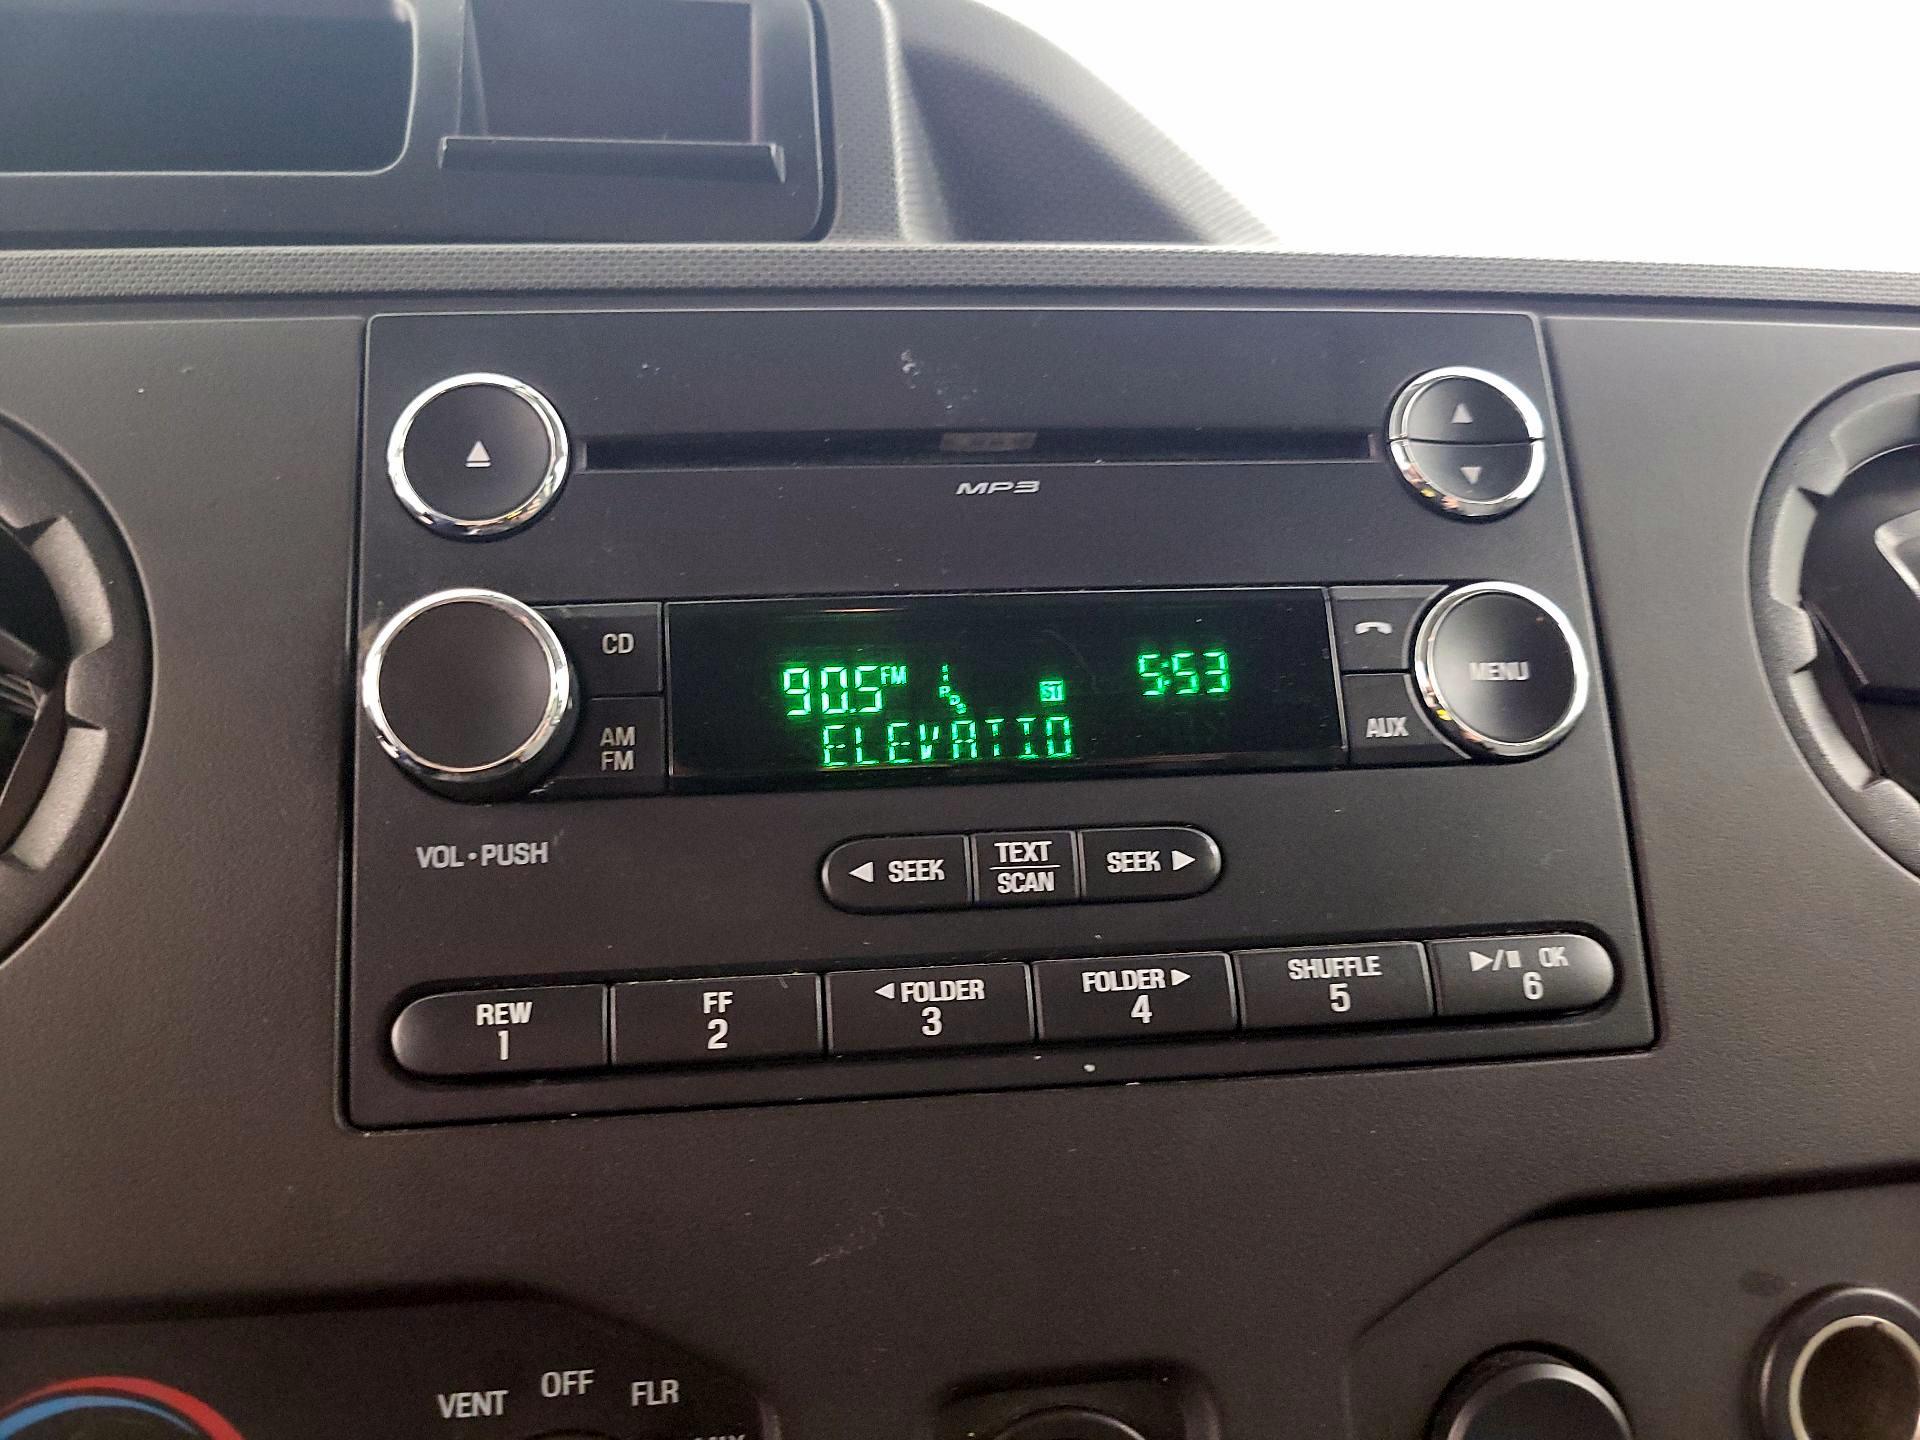 MP3
CD
90.5 FM
RDS
ST
5:53
MENU
AM
FM
ELEVATIO
AUX
VOL • PUSH
◀ SEEK
TEXT
SCAN
SEEK ▶
REW
1
FF
2
◀ FOLDER
3
FOLDER ▶
4
SHUFFLE
5
▶/II OK
6
VENT
OFF
FLR